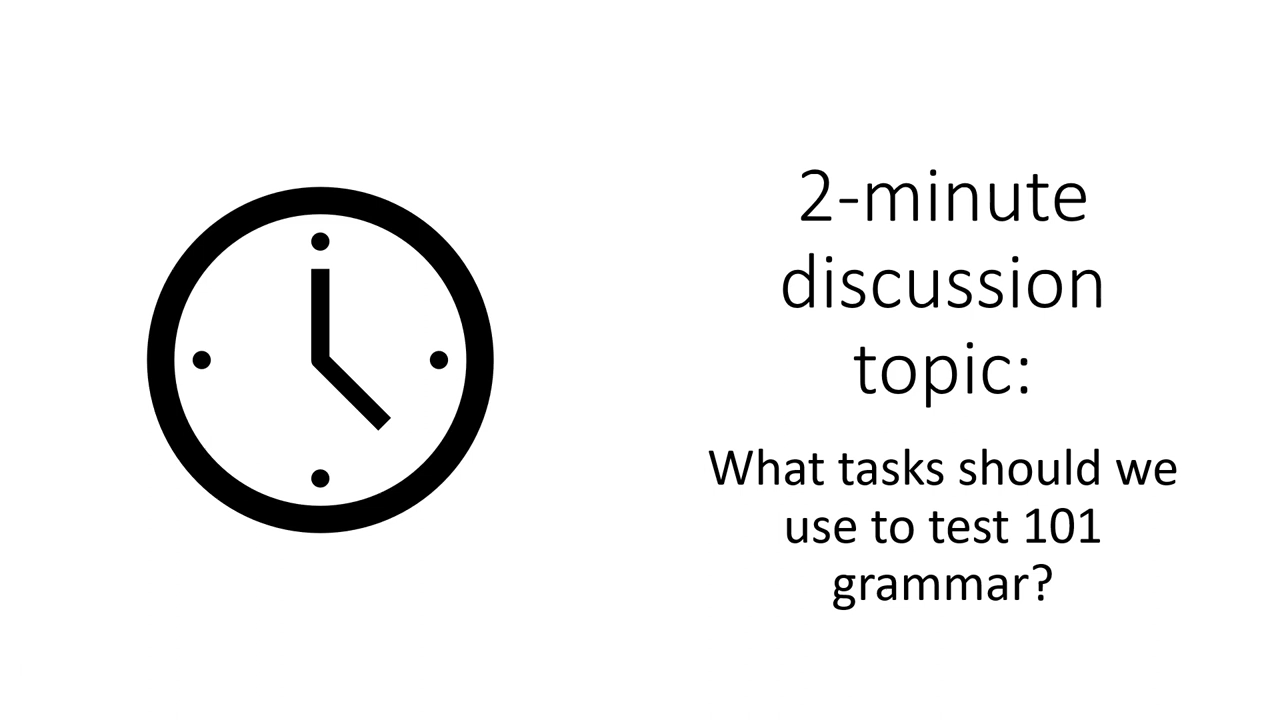 2-minute
discussion
topic:
What tasks should we
use to test 101
grammar?